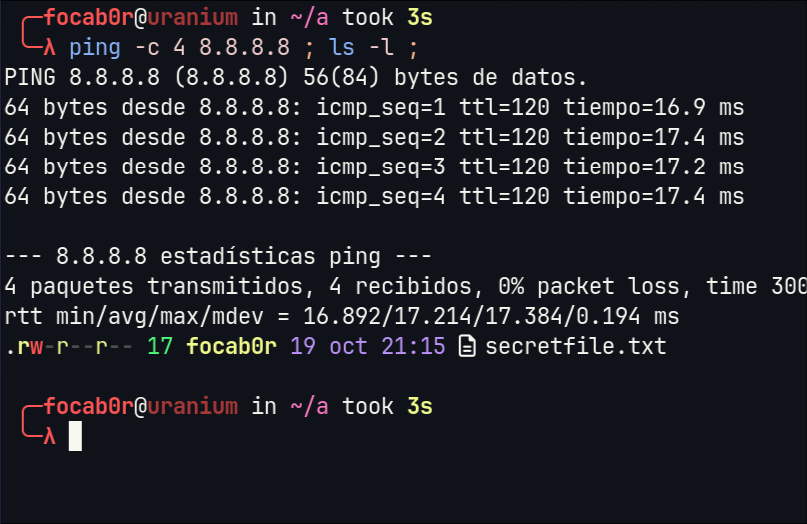 focab0r@uranium in ~/a took 3s
λ ping -c 4 8.8.8.8 ; ls -l ;
PING 8.8.8.8 (8.8.8.8) 56(84) bytes de datos.
64 bytes desde 8.8.8.8: icmp_seq=1 ttl=120 tiempo=16.9 ms
64 bytes desde 8.8.8.8: icmp_seq=2 ttl=120 tiempo=17.4 ms
64 bytes desde 8.8.8.8: icmp_seq=3 ttl=120 tiempo=17.2 ms
64 bytes desde 8.8.8.8: icmp_seq=4 ttl=120 tiempo=17.4 ms
--- 8.8.8.8 estadísticas ping ---
4 paquetes transmitidos, 4 recibidos, 0% packet loss, time 300
rtt min/avg/max/mdev = 16.892/17.214/17.384/0.194 ms
.rw-r--r-- 17 focab0r 19 oct 21:15 secretfile.txt
focab0r@uranium in ~/a took 3s
λ